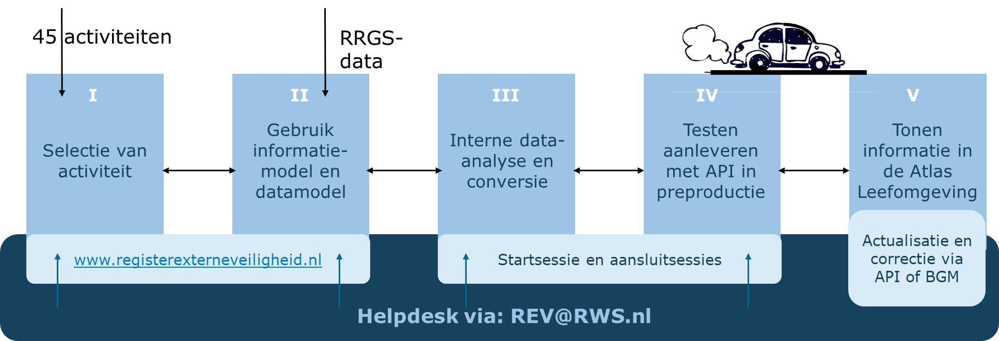 45 activiteiten
RRGS-
data
I
Selectie van
activiteit
II
Gebruik
informatie-
model en
datamodel
III
Interne data-
analyse en
conversie
IV
Testen
aanleveren
met API in
preproductie
V
Tonen
informatie in
de Atlas
Leefomgeving
www.registerexterneveiligheid.nl
Startsessie en aansluitsessies
Actualisatie en
correctie via
API of BGM
Helpdesk via: REV@RWS.nl